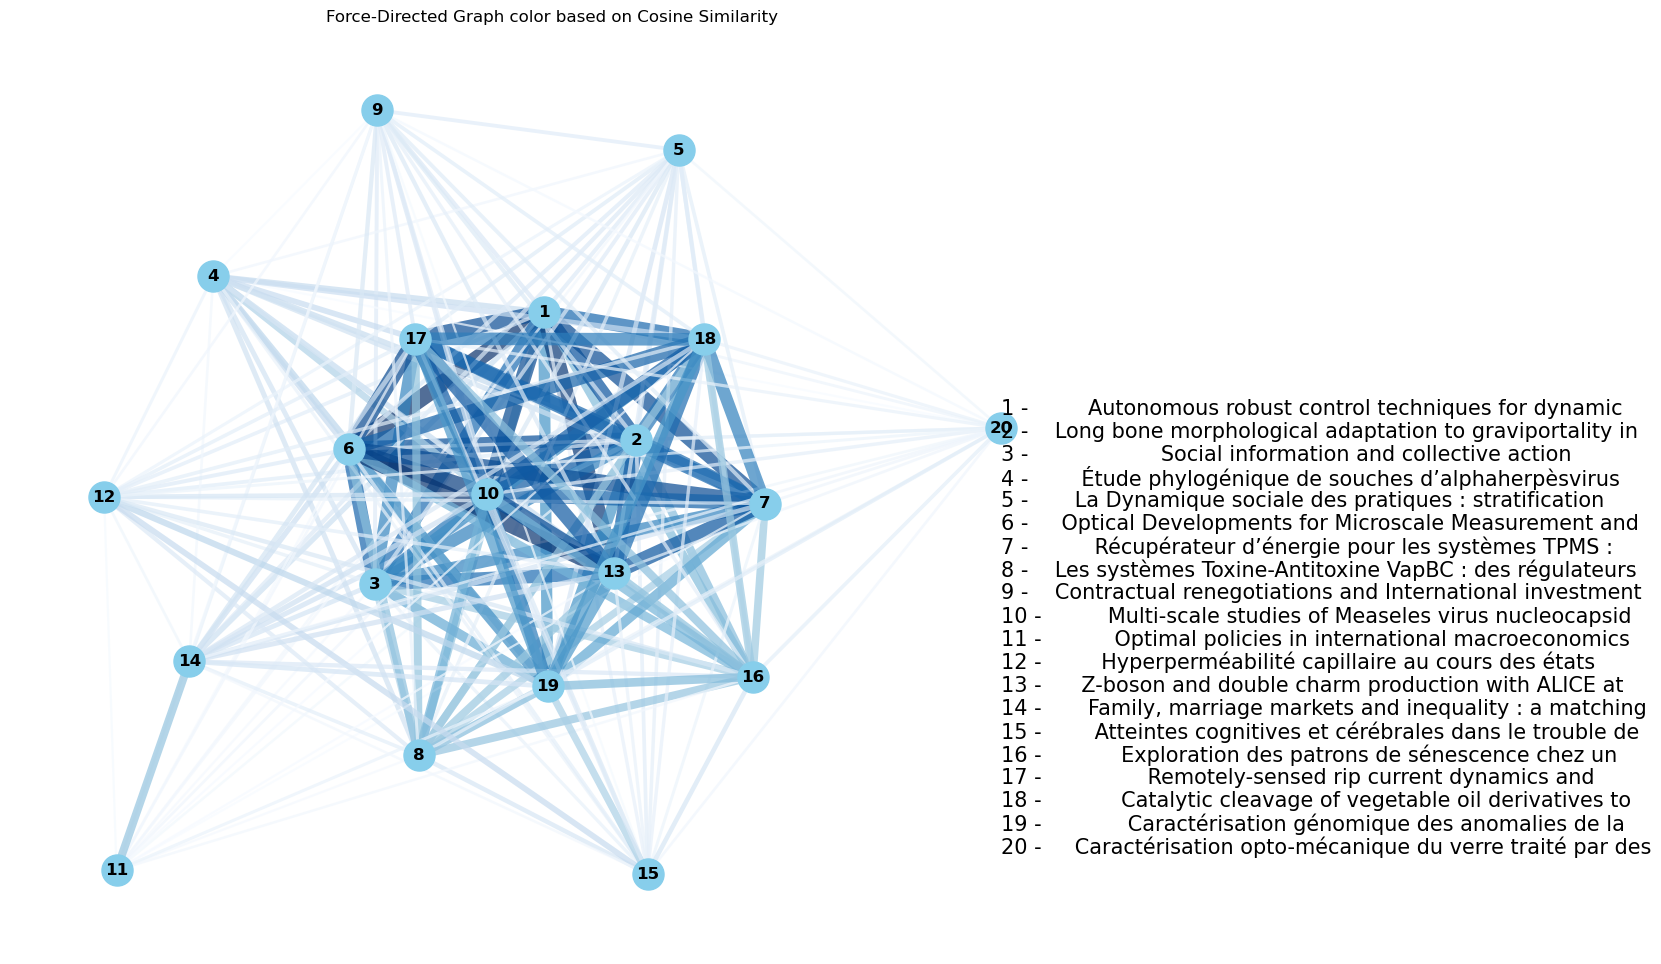 Force-Directed Graph color based on Cosine Similarity
9
5
4
1
17
18
2
6
10
7
12
13
3
14
16
19
8
11
15
20
1 - Autonomous robust control techniques for dynamic
2 - Long bone morphological adaptation to graviportality in
3 - Social information and collective action
4 - Étude phylogénique de souches d’alphaherpèsvirus
5 - La Dynamique sociale des pratiques : stratification
6 - Optical Developments for Microscale Measurement and
7 - Récupérateur d’énergie pour les systèmes TPMS :
8 - Les systèmes Toxine-Antitoxine VapBC : des régulateurs
9 - Contractual renegotiations and International investment
10 - Multi-scale studies of Measeles virus nucleocapsid
11 - Optimal policies in international macroeconomics
12 - Hyperperméabilité capillaire au cours des états
13 - Z-boson and double charm production with ALICE at
14 - Family, marriage markets and inequality : a matching
15 - Atteintes cognitives et cérébrales dans le trouble de
16 - Exploration des patrons de sénescence chez un
17 - Remotely-sensed rip current dynamics and
18 - Catalytic cleavage of vegetable oil derivatives to
19 - Caractérisation génomique des anomalies de la
20 - Caractérisation opto-mécanique du verre traité par des